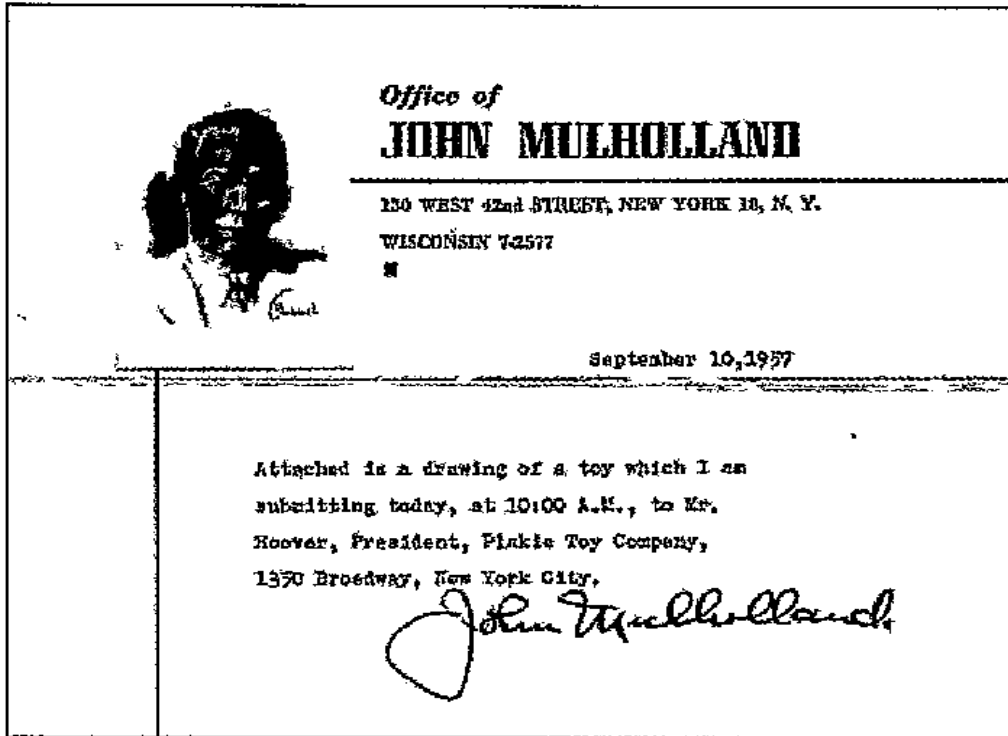 Office of
JOHN MULHOLLAND
130 WEST 42nd STREET, NEW YORK 18, N. Y.
WISCONSIN 7-2577
September 10,1957
Attached is a drawing of a toy which I am
submitting today, at 10:00 A.M., to Mr.
Hoover, President, Pinkie Toy Company,
1350 Broadway, New York City.
John Mulholland.